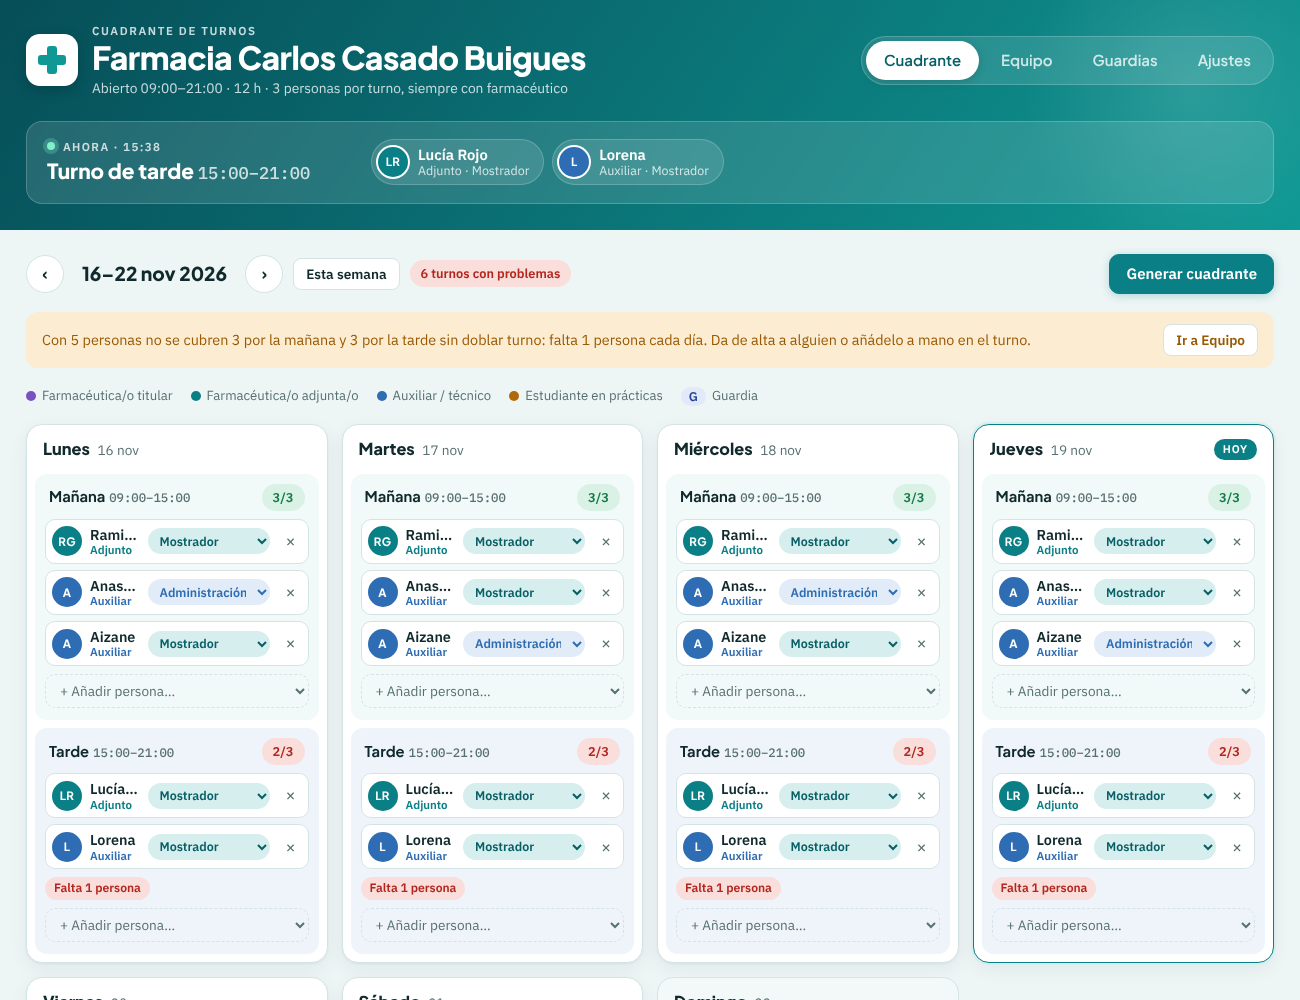 CUADRANTE DE TURNOS
Farmacia Carlos Casado Buigues
Abierto 09:00–21:00 · 12 h · 3 personas por turno, siempre con farmacéutico
Cuadrante
Equipo
Guardias
Ajustes
AHORA · 15:38
Turno de tarde 15:00–21:00
LR
Lucía Rojo
Adjunto · Mostrador
L
Lorena
Auxiliar · Mostrador
‹
16–22 nov 2026
›
Esta semana
6 turnos con problemas
Generar cuadrante
Con 5 personas no se cubren 3 por la mañana y 3 por la tarde sin doblar turno: falta 1 persona cada día. Da de alta a alguien o añádelo a mano en el turno.
Ir a Equipo
Farmacéutica/o titular
Farmacéutica/o adjunta/o
Auxiliar / técnico
Estudiante en prácticas
G Guardia
Lunes 16 nov
Mañana 09:00–15:00 3/3
RG Rami... Adjunto Mostrador ×
A Anas... Auxiliar Administración ×
A Aizane Auxiliar Mostrador ×
+ Añadir persona...
Tarde 15:00–21:00 2/3
LR Lucía... Adjunto Mostrador ×
L Lorena Auxiliar Mostrador ×
Falta 1 persona
+ Añadir persona...
Martes 17 nov
Mañana 09:00–15:00 3/3
RG Rami... Adjunto Mostrador ×
A Anas... Auxiliar Mostrador ×
A Aizane Auxiliar Administración ×
+ Añadir persona...
Tarde 15:00–21:00 2/3
LR Lucía... Adjunto Mostrador ×
L Lorena Auxiliar Mostrador ×
Falta 1 persona
+ Añadir persona...
Miércoles 18 nov
Mañana 09:00–15:00 3/3
RG Rami... Adjunto Mostrador ×
A Anas... Auxiliar Administración ×
A Aizane Auxiliar Mostrador ×
+ Añadir persona...
Tarde 15:00–21:00 2/3
LR Lucía... Adjunto Mostrador ×
L Lorena Auxiliar Mostrador ×
Falta 1 persona
+ Añadir persona...
Jueves 19 nov HOY
Mañana 09:00–15:00 3/3
RG Rami... Adjunto Mostrador ×
A Anas... Auxiliar Mostrador ×
A Aizane Auxiliar Administración ×
+ Añadir persona...
Tarde 15:00–21:00 2/3
LR Lucía... Adjunto Mostrador ×
L Lorena Auxiliar Mostrador ×
Falta 1 persona
+ Añadir persona...